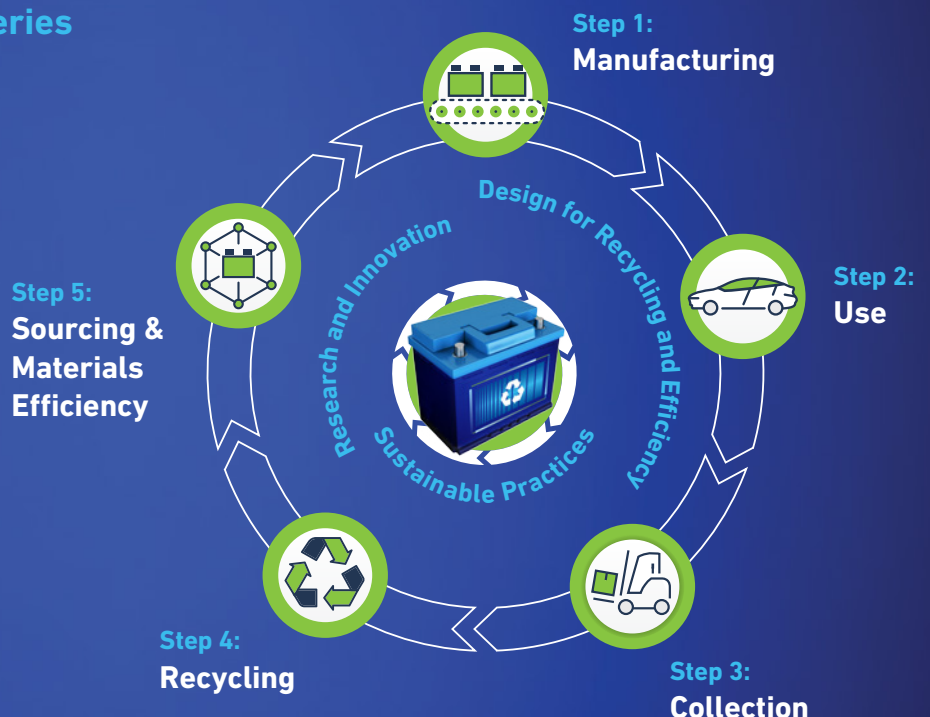 eries
Step 1:
Manufacturing
Step 2:
Use
Step 3:
Collection
Step 4:
Recycling
Step 5:
Sourcing &
Materials
Efficiency
Research and Innovation
Design for Recycling and Efficiency
Sustainable Practices